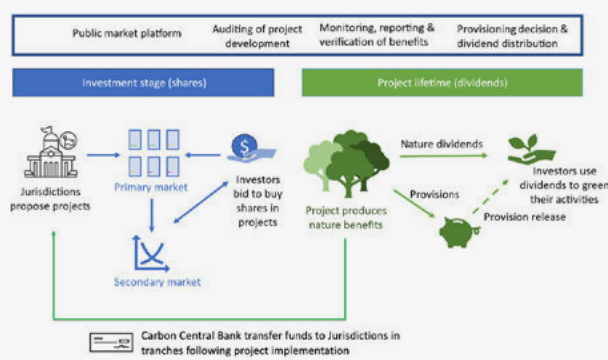 Public market platform
Auditing of project
development
Monitoring, reporting &
verification of benefits
Provisioning decision &
dividend distribution
Investment stage (shares)
Project lifetime (dividends)
Jurisdictions
propose projects
Primary market
Investors
bid to buy
shares in
projects
Secondary market
Project produces
nature benefits
Nature dividends
Provisions
Provision release
Investors use
dividends to green
their activities
Carbon Central Bank transfer funds to Jurisdictions in
tranches following project implementation